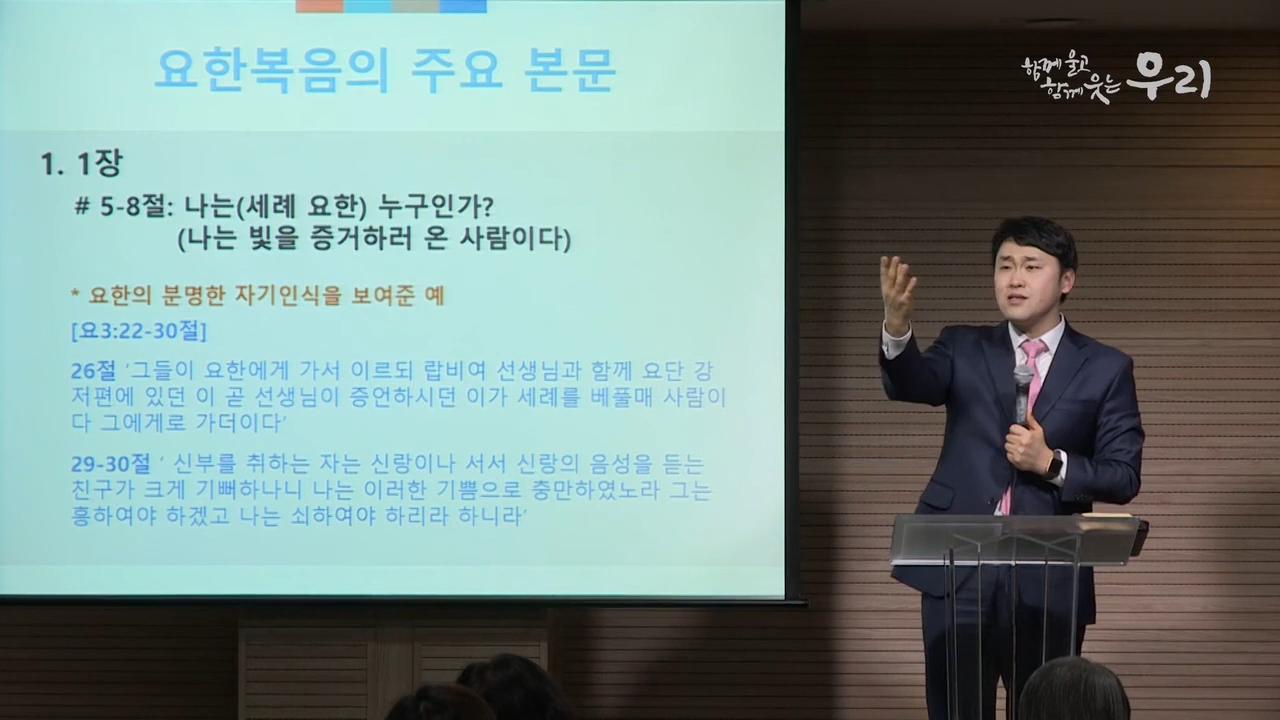 요한복음의 주요 본문
함께 울고
함께 웃는 우리
1. 1장
# 5-8절: 나는(세례 요한) 누구인가?
(나는 빛을 증거하러 온 사람이다)
* 요한의 분명한 자기인식을 보여준 예
[요3:22-30절]
26절 '그들이 요한에게 가서 이르되 랍비여 선생님과 함께 요단 강
저편에 있던 이 곧 선생님이 증언하시던 이가 세례를 베풀매 사람이
다 그에게로 가더이다'
29-30절 ' 신부를 취하는 자는 신랑이나 서서 신랑의 음성을 듣는
친구가 크게 기뻐하나니 나는 이러한 기쁨으로 충만하였노라 그는
흥하여야 하겠고 나는 쇠하여야 하리라 하니라'